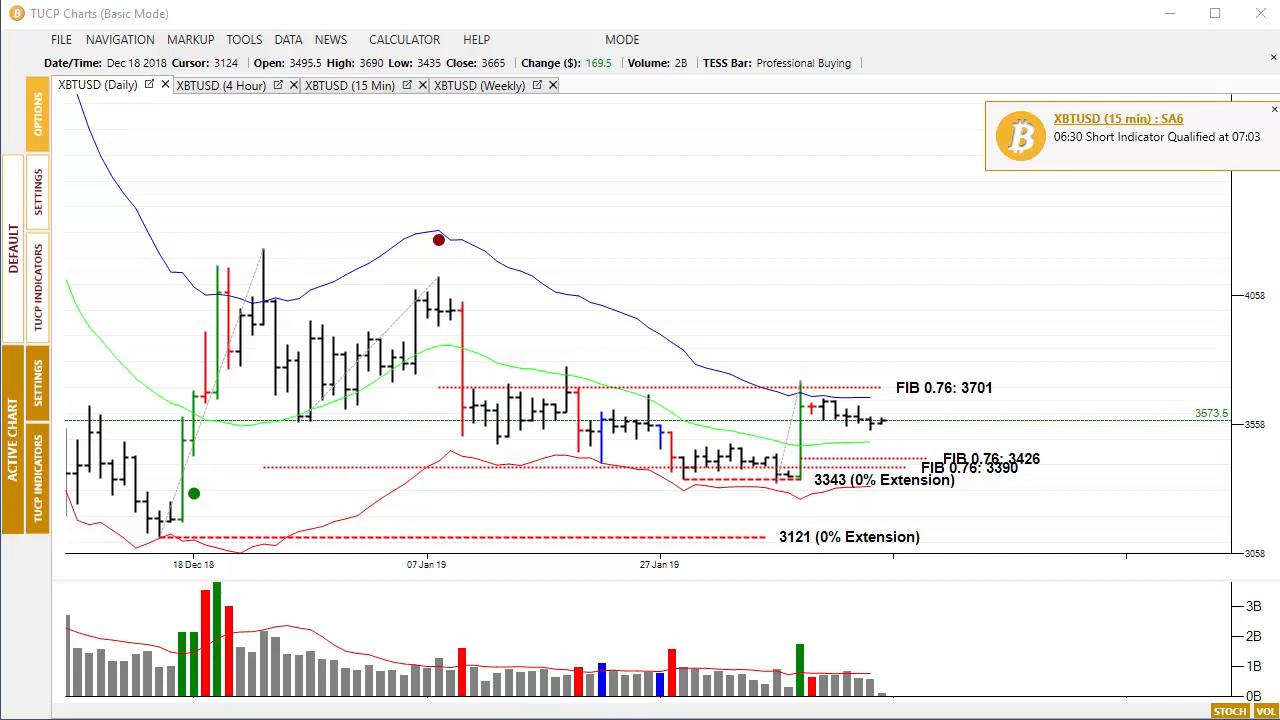 TUCP Charts (Basic Mode)
FILE NAVIGATION MARKUP TOOLS DATA NEWS CALCULATOR HELP MODE
Date/Time: Dec 18 2018 Cursor: 3124 Open: 3495.5 High: 3690 Low: 3435 Close: 3665 Change ($): 169.5 Volume: 2B TESS Bar: Professional Buying
XBTUSD (Daily) XBTUSD (4 Hour) XBTUSD (15 Min) XBTUSD (Weekly)
OPTIONS
DEFAULT
SETTINGS
TUCP INDICATORS
ACTIVE CHART
SETTINGS
TUCP INDICATORS
XBTUSD (15 min) : SA6
06:30 Short Indicator Qualified at 07:03
4058
FIB 0.76: 3701
3673.5
3558
FIB 0.76: 3426
FIB 0.76: 3390
3343 (0% Extension)
3121 (0% Extension)
3058
18 Dec 18 07 Jan 19 27 Jan 19
3B
2B
1B
0B
STOCH VOL